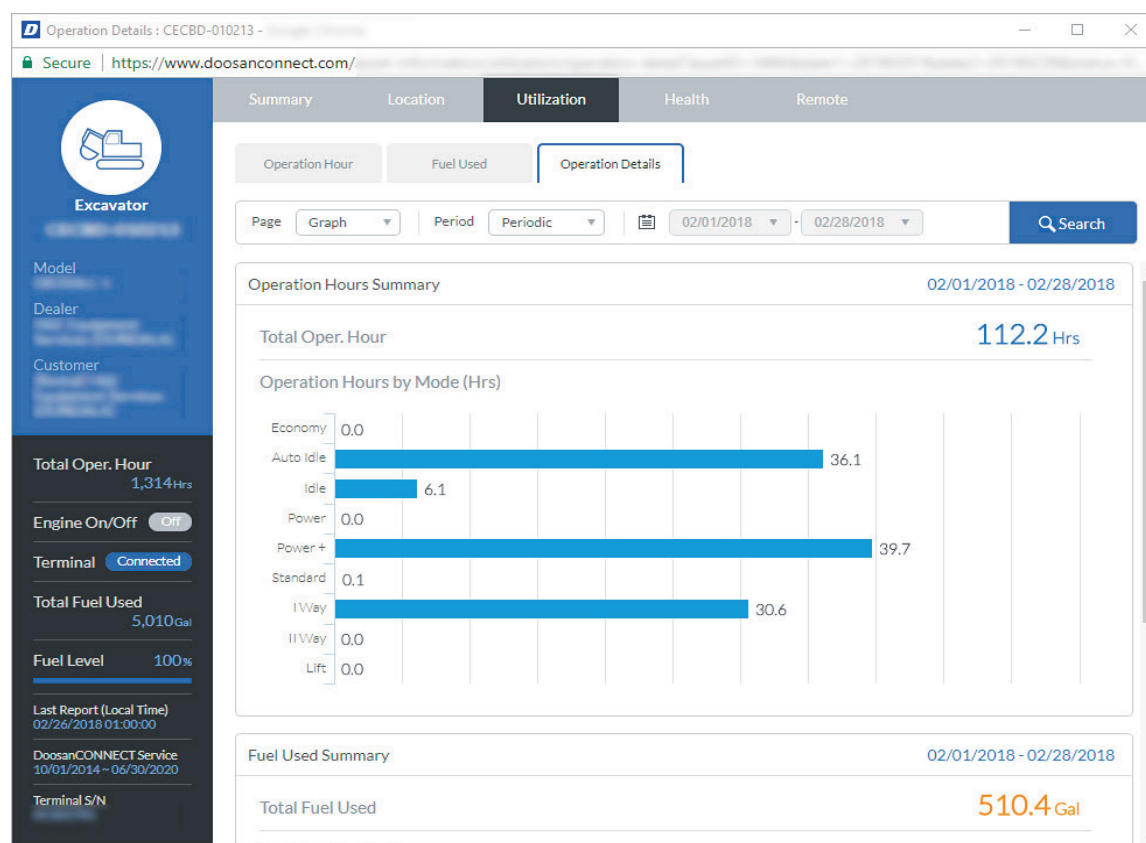 D Operation Details : CECBD-010213 -
Secure | https://www.doosanconnect.com/
Summary Location Utilization Health Remote
Operation Hour Fuel Used Operation Details
Page Graph Period Periodic 02/01/2018 - 02/28/2018 Search
Excavator
Model
Dealer
Customer
Total Oper. Hour
1,314 Hrs
Engine On/Off Off
Terminal Connected
Total Fuel Used
5,010 Gal
Fuel Level 100%
Last Report (Local Time)
02/26/2018 01:00:00
DoosanCONNECT Service
10/01/2014 ~ 06/30/2020
Terminal S/N
Operation Hours Summary 02/01/2018 - 02/28/2018
Total Oper. Hour 112.2 Hrs
Operation Hours by Mode (Hrs)
Economy 0.0
Auto Idle 36.1
Idle 6.1
Power 0.0
Power + 39.7
Standard 0.1
I Way 30.6
II Way 0.0
Lift 0.0
Fuel Used Summary 02/01/2018 - 02/28/2018
Total Fuel Used 510.4 Gal